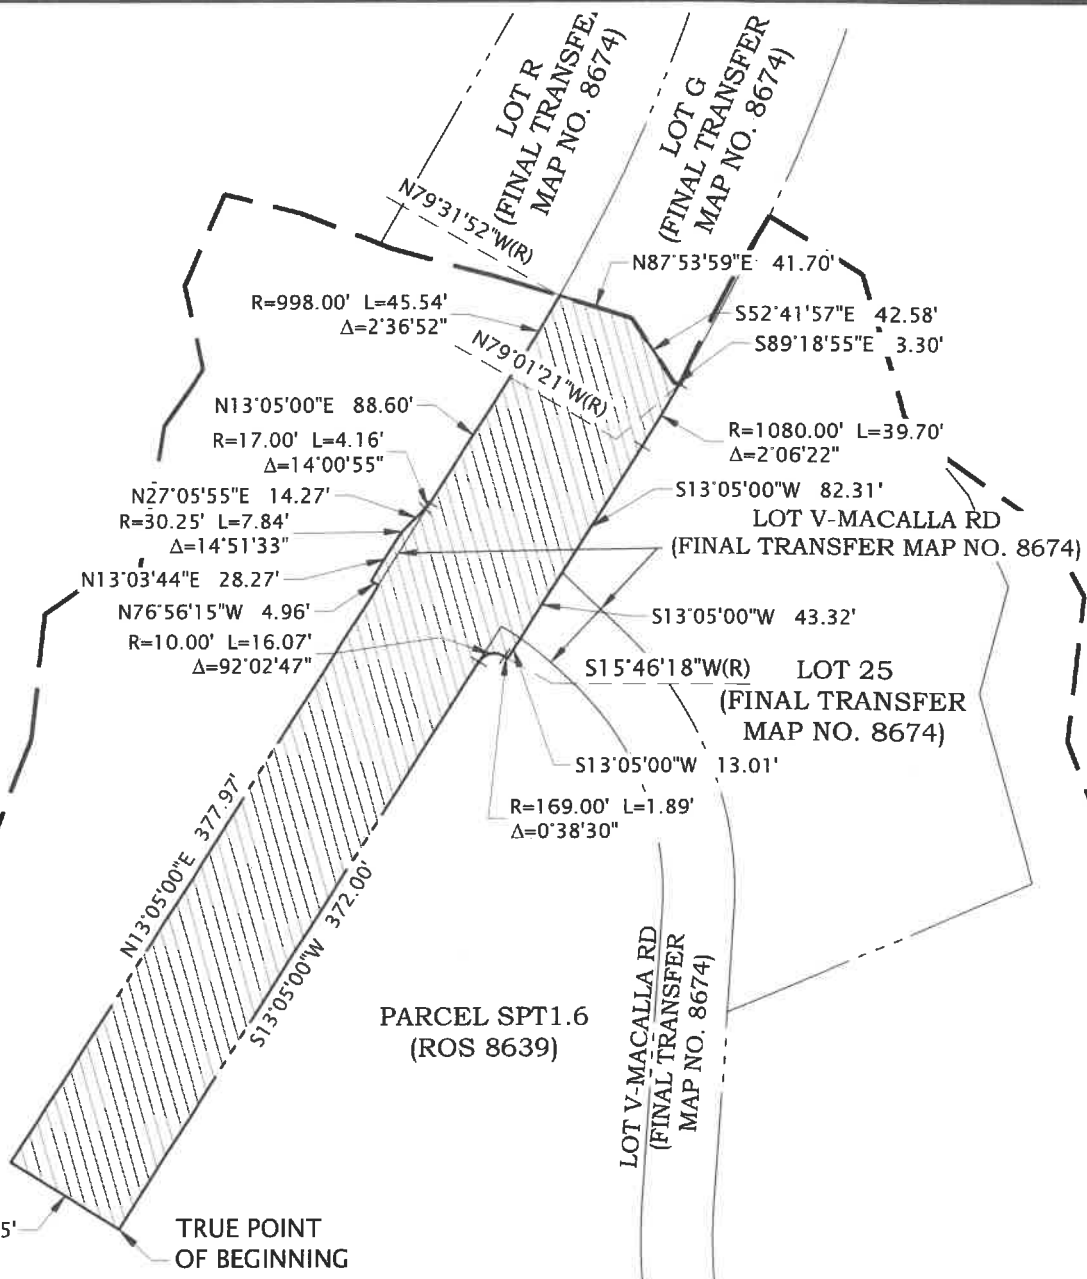 LOT R
(FINAL TRANSFER
MAP NO. 8674)
LOT G
(FINAL TRANSFER
MAP NO. 8674)
N79°31'52"W(R)
N87°53'59"E 41.70'
R=998.00' L=45.54'
Δ=2°36'52"
S52°41'57"E 42.58'
S89°18'55"E 3.30'
N79°01'21"W(R)
N13°05'00"E 88.60'
R=1080.00' L=39.70'
Δ=2°06'22"
R=17.00' L=4.16'
Δ=14°00'55"
N27°05'55"E 14.27'
S13°05'00"W 82.31'
R=30.25' L=7.84'
Δ=14°51'33"
LOT V-MACALLA RD
(FINAL TRANSFER MAP NO. 8674)
N13°03'44"E 28.27'
N76°56'15"W 4.96'
S13°05'00"W 43.32'
R=10.00' L=16.07'
Δ=92°02'47"
S15°46'18"W(R)
LOT 25
(FINAL TRANSFER
MAP NO. 8674)
S13°05'00"W 13.01'
R=169.00' L=1.89'
Δ=0°38'30"
N13°05'00"E 377.97'
S13°05'00"W 372.00'
PARCEL SPT1.6
(ROS 8639)
LOT V-MACALLA RD
(FINAL TRANSFER
MAP NO. 8674)
5'
TRUE POINT
OF BEGINNING